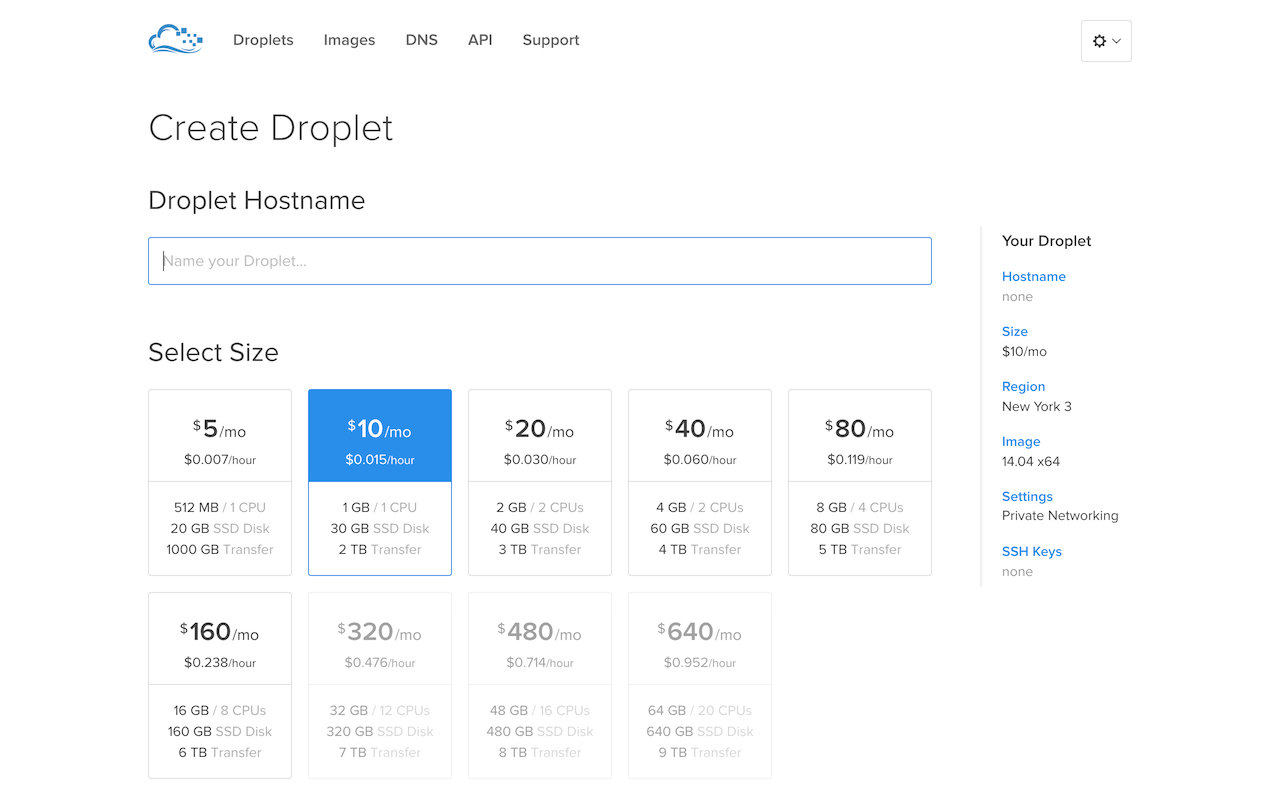 Droplets Images DNS API Support
Create Droplet
Droplet Hostname
Name your Droplet...
Select Size
$5/mo
$0.007/hour
512 MB / 1 CPU
20 GB SSD Disk
1000 GB Transfer
$10/mo
$0.015/hour
1 GB / 1 CPU
30 GB SSD Disk
2 TB Transfer
$20/mo
$0.030/hour
2 GB / 2 CPUs
40 GB SSD Disk
3 TB Transfer
$40/mo
$0.060/hour
4 GB / 2 CPUs
60 GB SSD Disk
4 TB Transfer
$80/mo
$0.119/hour
8 GB / 4 CPUs
80 GB SSD Disk
5 TB Transfer
$160/mo
$0.238/hour
16 GB / 8 CPUs
160 GB SSD Disk
6 TB Transfer
$320/mo
$0.476/hour
32 GB / 12 CPUs
320 GB SSD Disk
7 TB Transfer
$480/mo
$0.714/hour
48 GB / 16 CPUs
480 GB SSD Disk
8 TB Transfer
$640/mo
$0.952/hour
64 GB / 20 CPUs
640 GB SSD Disk
9 TB Transfer
Your Droplet
Hostname
none
Size
$10/mo
Region
New York 3
Image
14.04 x64
Settings
Private Networking
SSH Keys
none